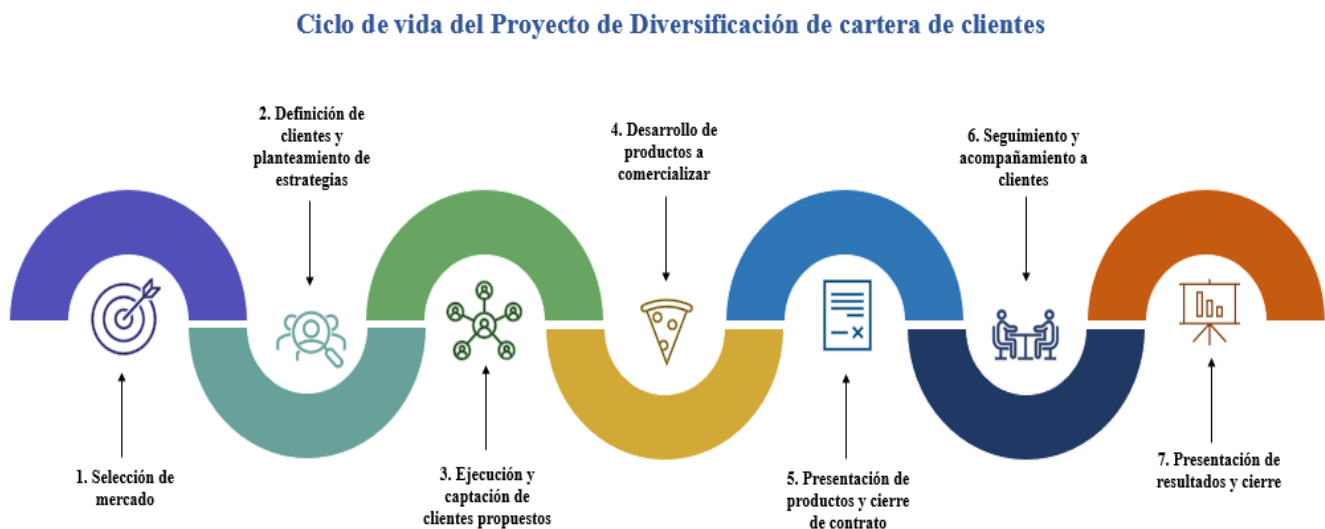 Ciclo de vida del Proyecto de Diversificación de cartera de clientes
1. Selección de
mercado
2. Definición de
clientes y
planteamiento de
estrategias
3. Ejecución y
captación de
clientes propuestos
4. Desarrollo de
productos a
comercializar
5. Presentación de
productos y cierre
de contrato
6. Seguimiento y
acompañamiento a
clientes
7. Presentación de
resultados y cierre